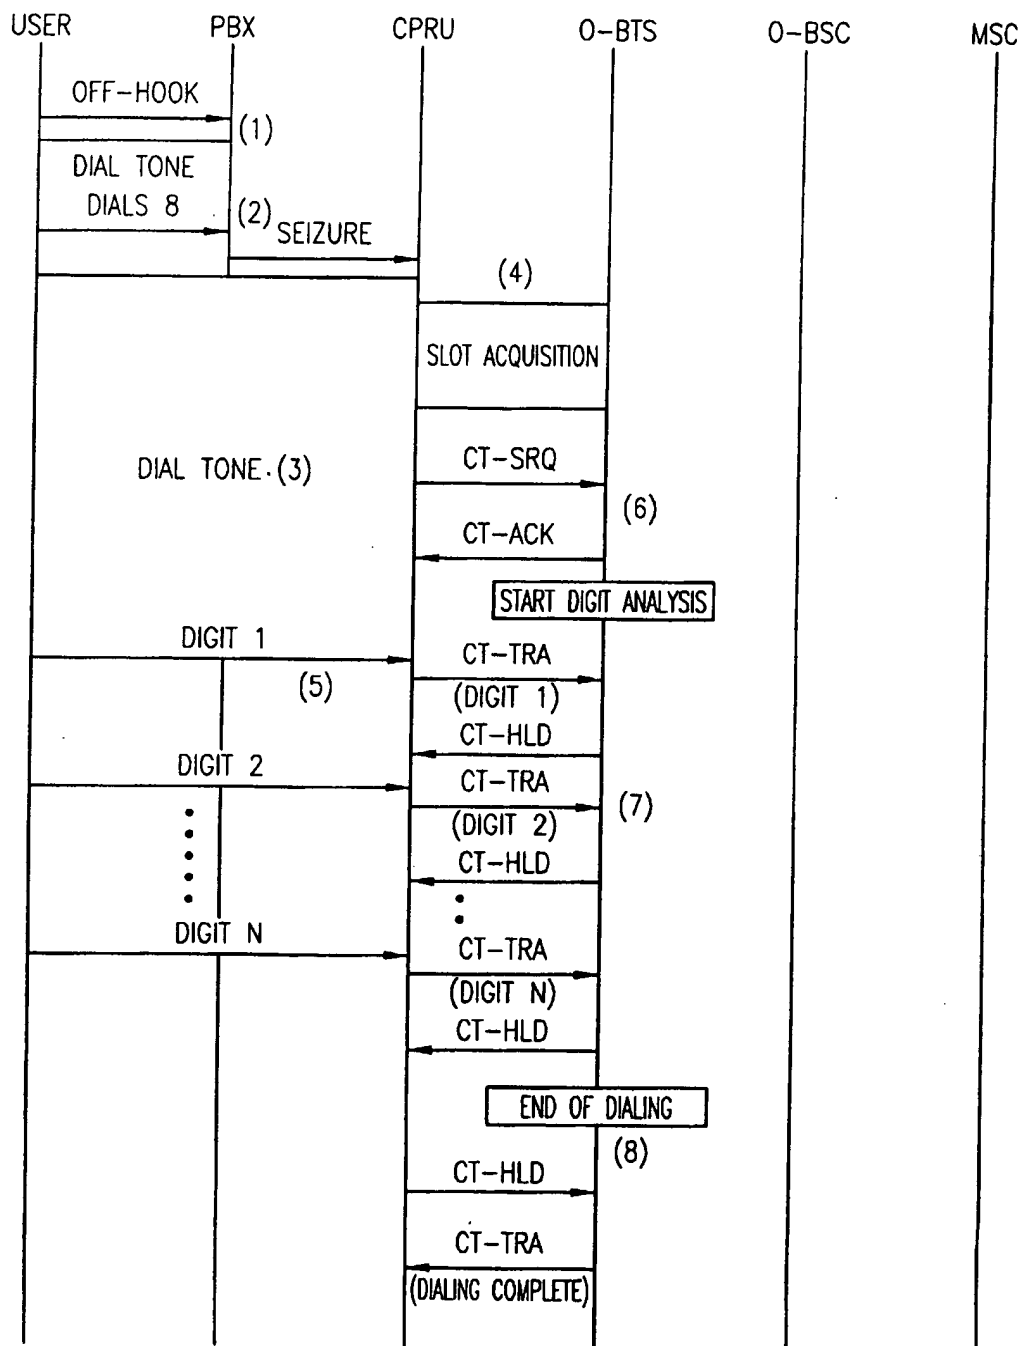 USER PBX CPRU O-BTS O-BSC MSC
OFF-HOOK
(1)
DIAL TONE
DIALS 8
(2)
SEIZURE
(4)
SLOT ACQUISITION
DIAL TONE (3)
CT-SRQ
(6)
CT-ACK
START DIGIT ANALYSIS
DIGIT 1
CT-TRA
(5)
(DIGIT 1)
CT-HLD
DIGIT 2
CT-TRA
(7)
(DIGIT 2)
CT-HLD
DIGIT N
CT-TRA
(DIGIT N)
CT-HLD
END OF DIALING
(8)
CT-HLD
CT-TRA
(DIALING COMPLETE)